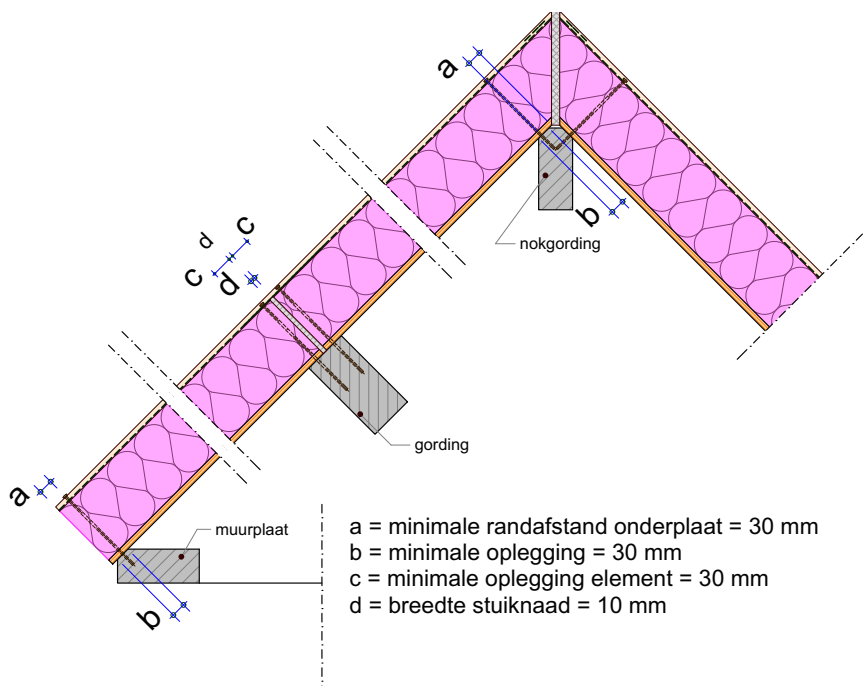 a
b
nokgording
c
d
c
d
gording
a
muurplaat
b
a = minimale randafstand onderplaat = 30 mm
b = minimale oplegging = 30 mm
c = minimale oplegging element = 30 mm
d = breedte stuiknaad = 10 mm